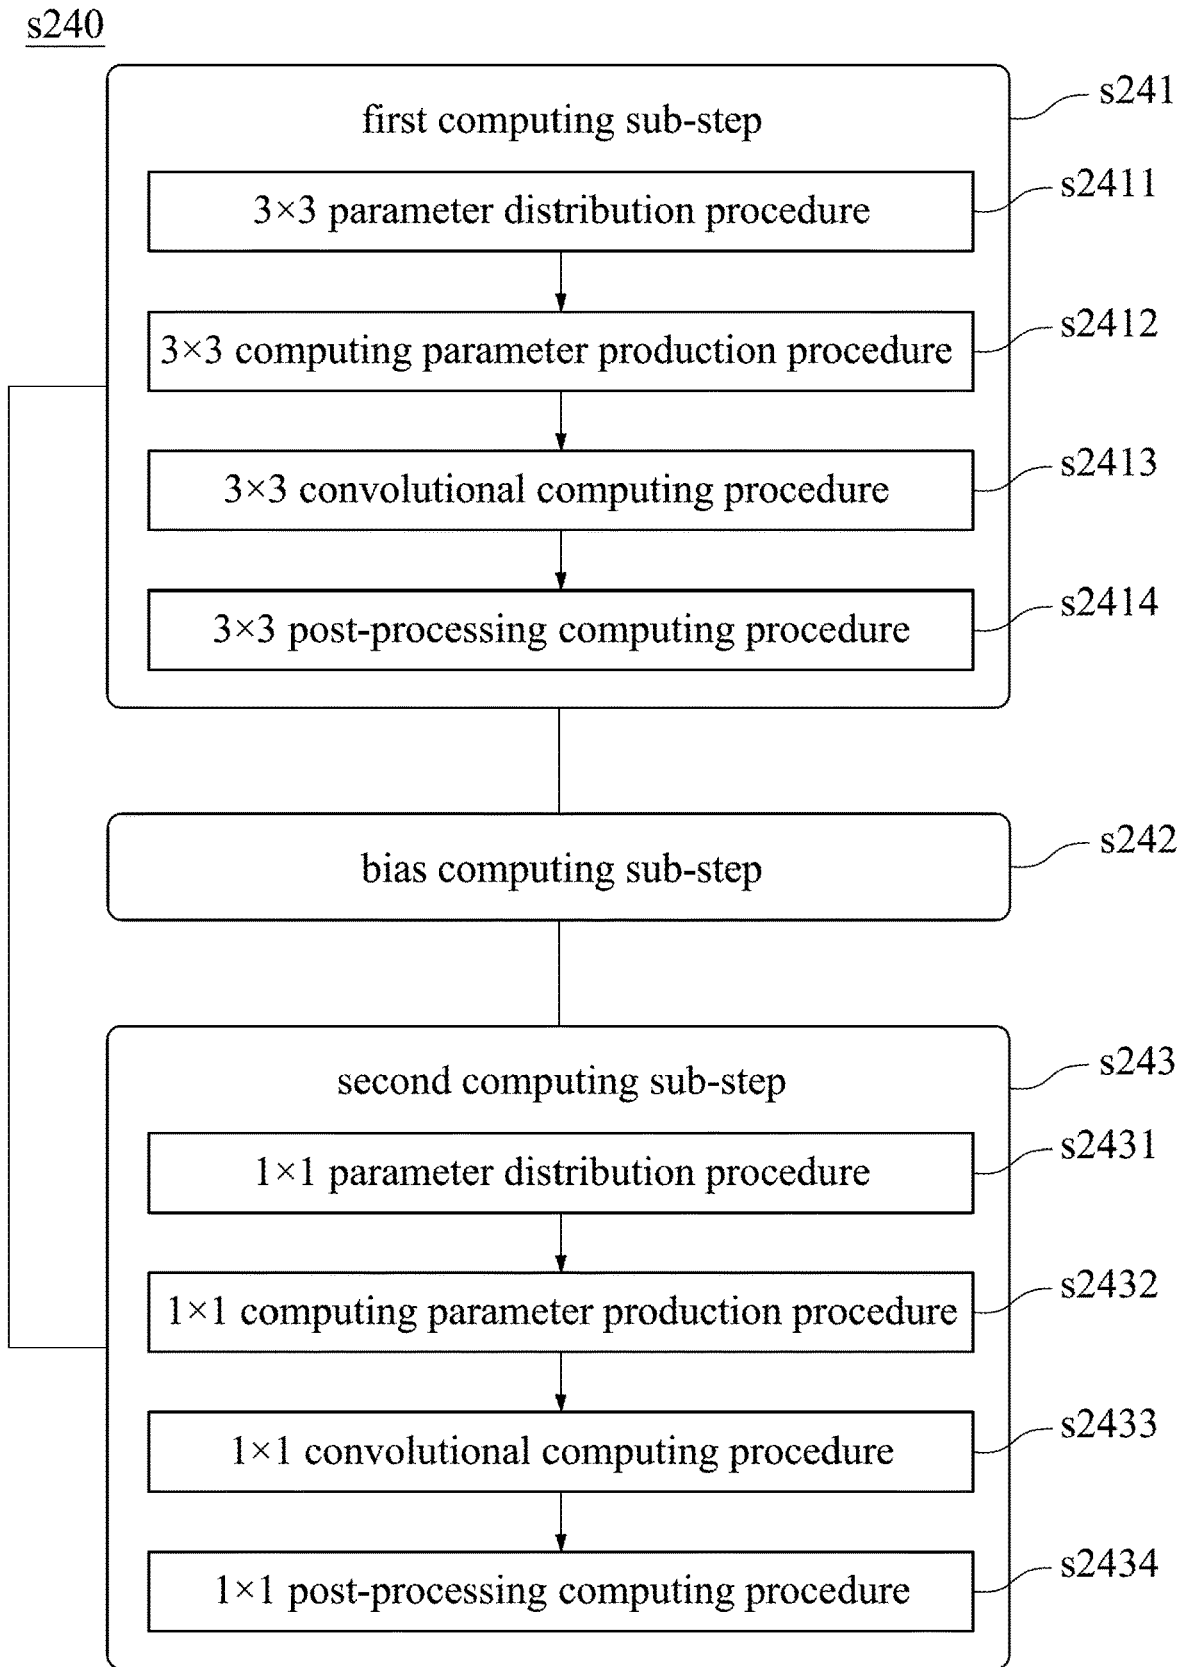 s240
s241
first computing sub-step
s2411
3×3 parameter distribution procedure
s2412
3×3 computing parameter production procedure
s2413
3×3 convolutional computing procedure
s2414
3×3 post-processing computing procedure
s242
bias computing sub-step
s243
second computing sub-step
s2431
1×1 parameter distribution procedure
s2432
1×1 computing parameter production procedure
s2433
1×1 convolutional computing procedure
s2434
1×1 post-processing computing procedure